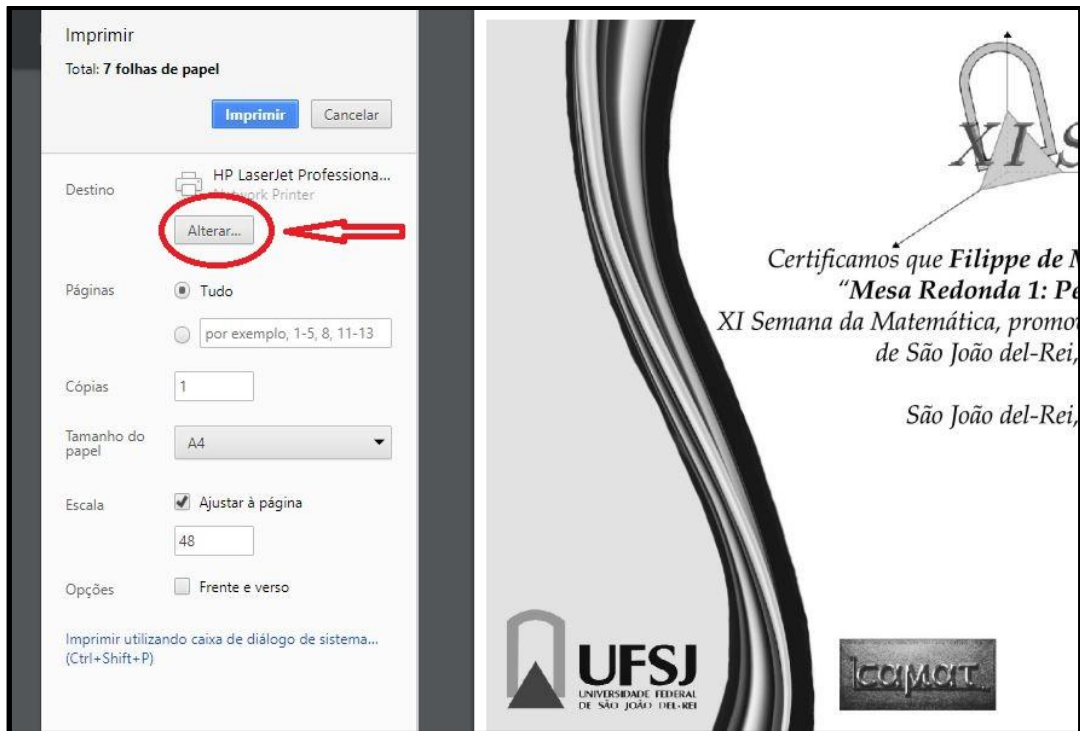 Imprimir
Total: 7 folhas de papel
Imprimir
Cancelar
Destino
HP LaserJet Professiona...
Network Printer
Alterar...
Páginas
Tudo
por exemplo, 1-5, 8, 11-13
Cópias
1
Tamanho do
papel
A4
Escala
Ajustar à página
48
Opções
Frente e verso
Imprimir utilizando caixa de diálogo de sistema...
(Ctrl+Shift+P)
XI S
Certificamos que Filippe de
“Mesa Redonda 1: Pe
XI Semana da Matemática, promov
de São João del-Rei,
São João del-Rei,
UFSJ
UNIVERSIDADE FEDERAL
DE SÃO JOÃO DEL-REI
camat